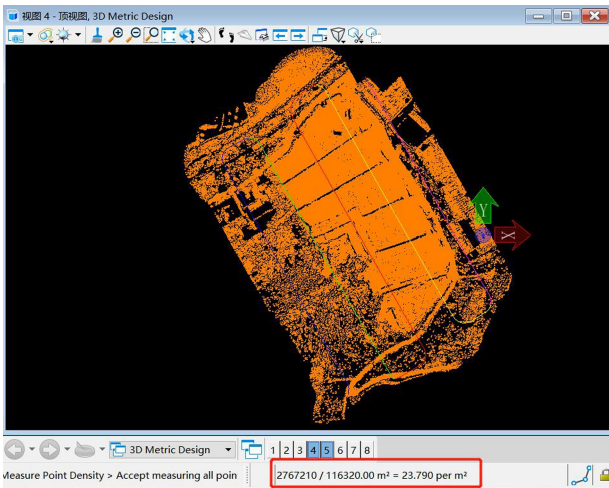 视图 4 - 顶视图, 3D Metric Design
Y
X
3D Metric Design
1 2 3 4 5 6 7 8
Measure Point Density > Accept measuring all poin
2767210 / 116320.00 m² = 23.790 per m²